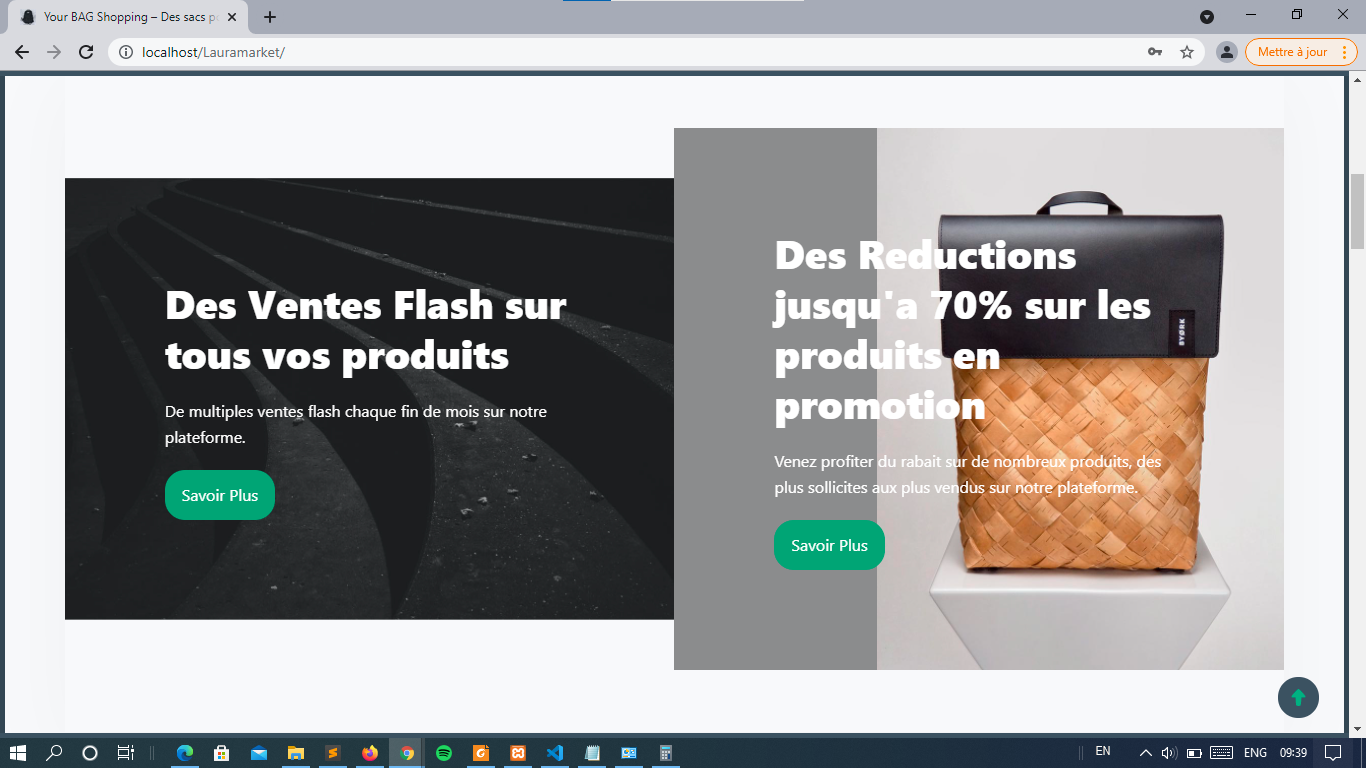 Your BAG Shopping – Des sacs p
localhost/Lauramarket/
Mettre à jour
Des Ventes Flash sur
tous vos produits
De multiples ventes flash chaque fin de mois sur notre
plateforme.
Savoir Plus
Des Reductions
jusqu'a 70% sur les
produits en
promotion
Venez profiter du rabait sur de nombreux produits, des
plus sollicites aux plus vendus sur notre plateforme.
Savoir Plus
BYØRK
EN
ENG
09:39